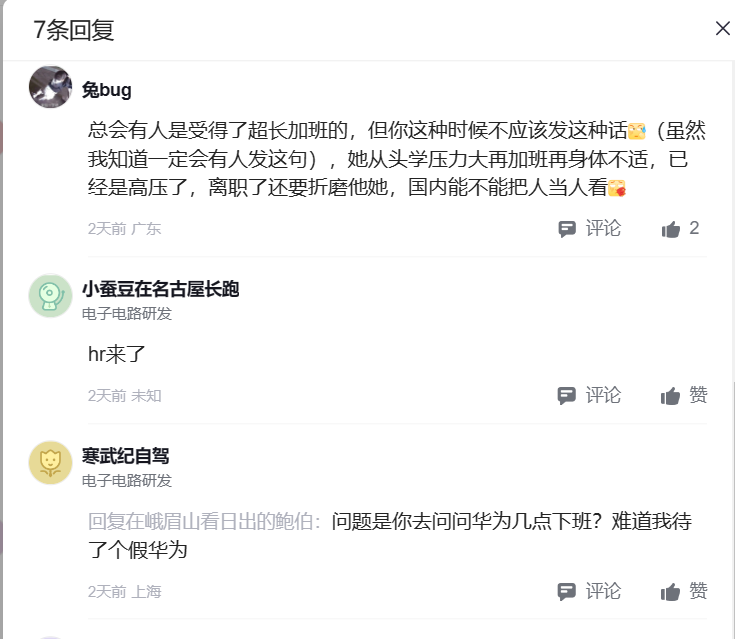 7条回复
兔bug
总会有人是受得了超长加班的，但你这种时候不应该发这种话😅（虽然
我知道一定会有人发这句），她从头学压力大再加班再身体不适，已
经是高压了，离职了还要折磨他她，国内能不能把人当人看
2天前 广东
评论
2
小蚕豆在名古屋长跑
电子电路研发
hr来了
2天前 未知
评论
赞
寒武纪自驾
电子电路研发
回复在峨眉山看日出的鲍伯：问题是你去问问华为几点下班？难道我待
了个假华为
2天前 上海
评论
赞